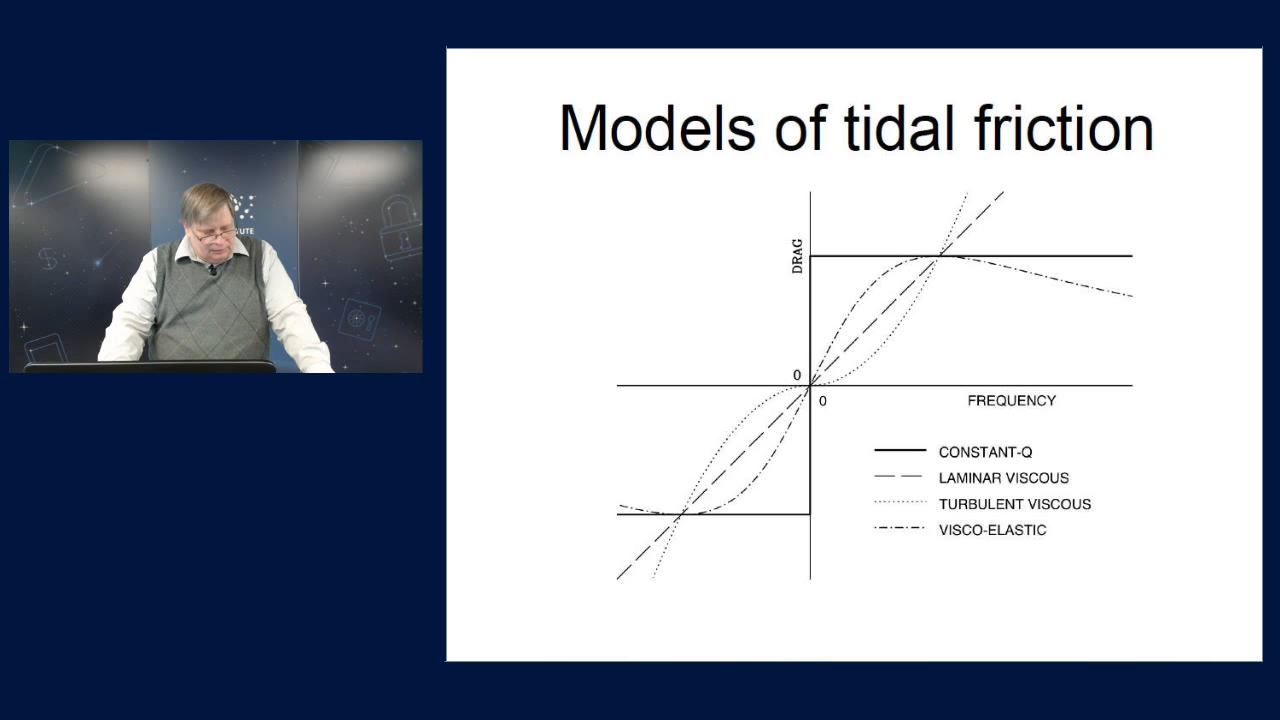 Models of tidal friction
DRAG
0
0
FREQUENCY
CONSTANT-Q
LAMINAR VISCOUS
TURBULENT VISCOUS
VISCO-ELASTIC